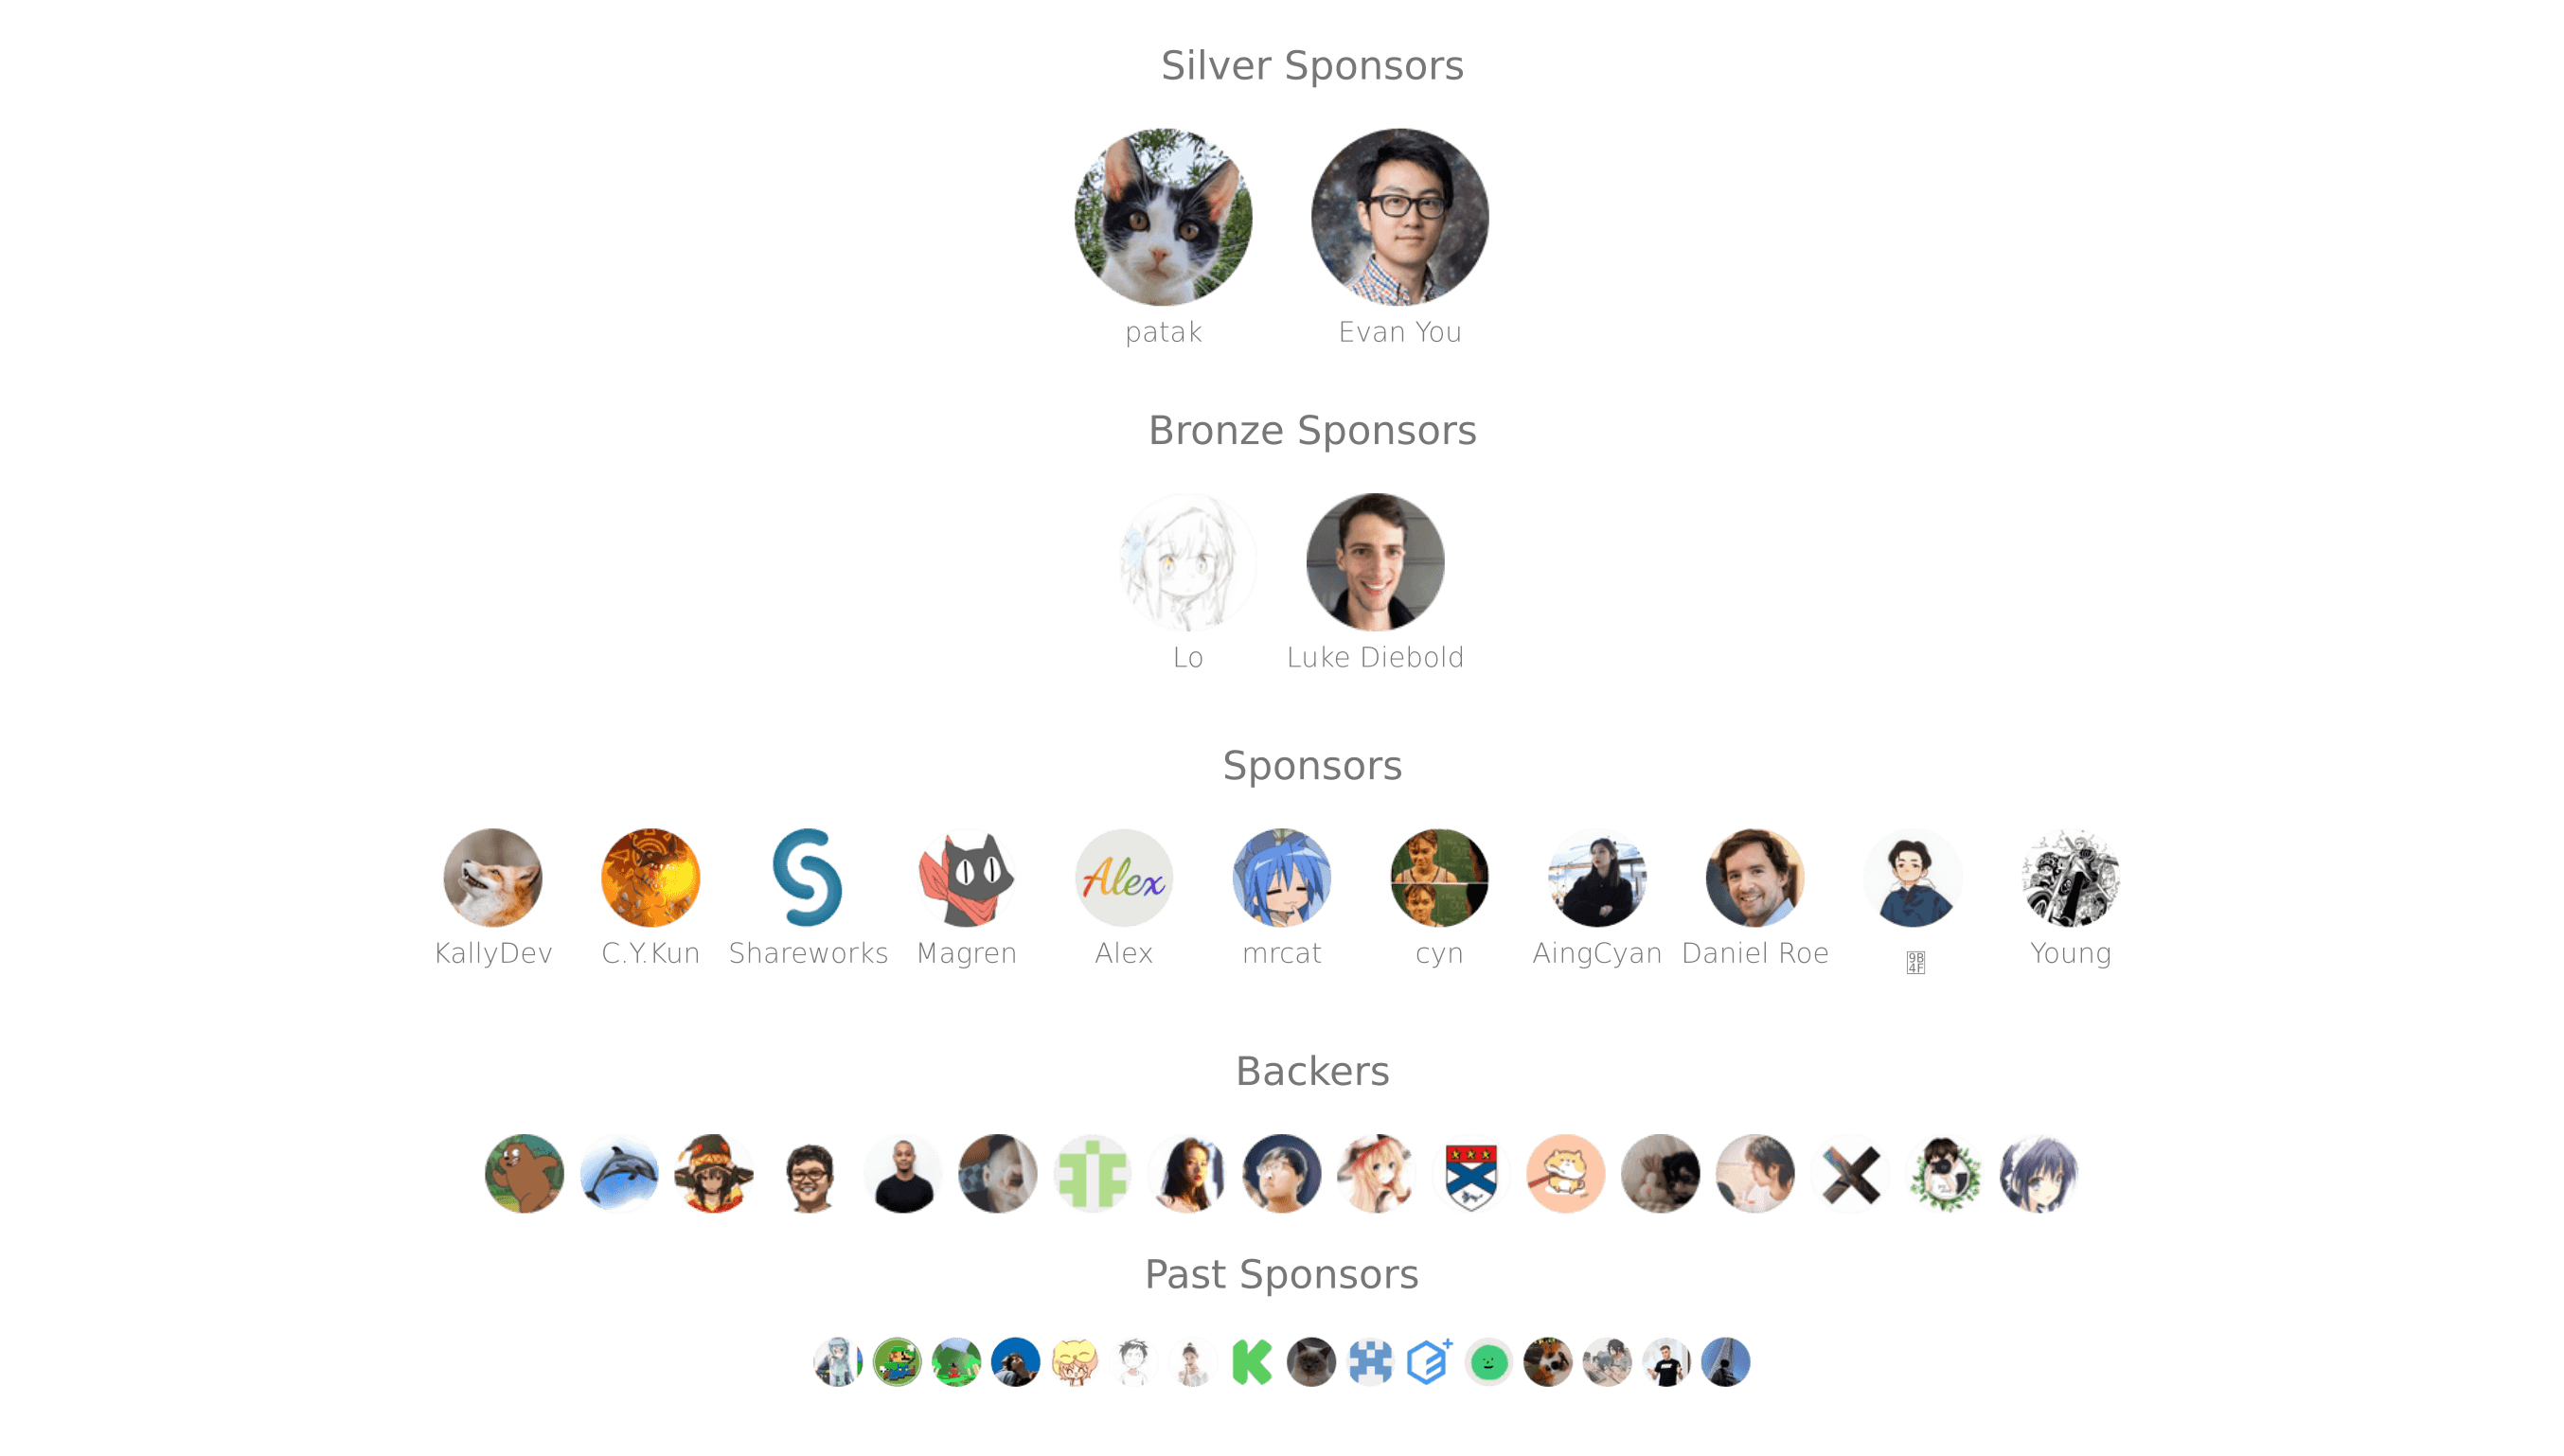 Silver Sponsors
patak
Evan You
Bronze Sponsors
Lo
Luke Diebold
Sponsors
Alex
KallyDev
C.Y.Kun
Shareworks
Magren
Alex
mrcat
cyn
AingCyan
Daniel Roe
Young
Backers
Past Sponsors